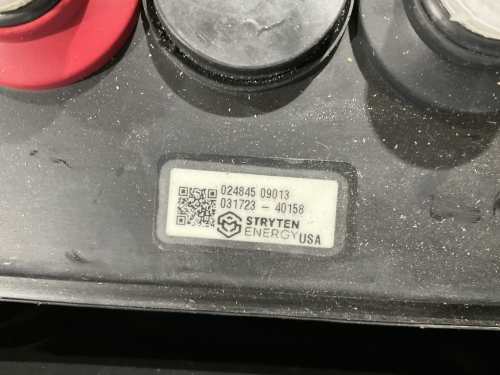 024845 09013
031723 - 40158
STRYTEN
ENERGY USA